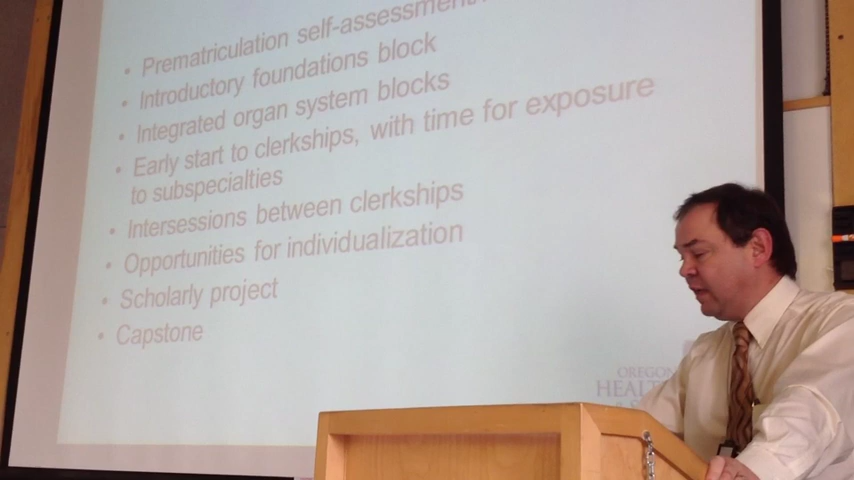 • Prematriculation self-assessment
• Introductory foundations block
• Integrated organ system blocks
• Early start to clerkships, with time for exposure
to subspecialties
• Intersessions between clerkships
• Opportunities for individualization
• Scholarly project
• Capstone
OREGON
HEALTH